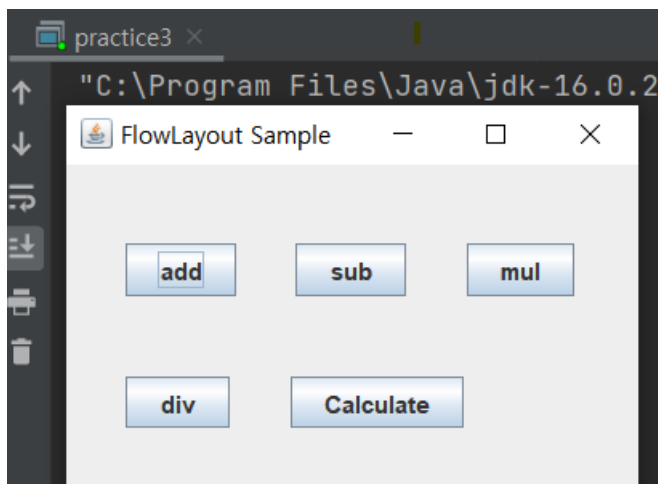 practice3
"C:\Program Files\Java\jdk-16.0.2
FlowLayout Sample
add sub mul
div Calculate